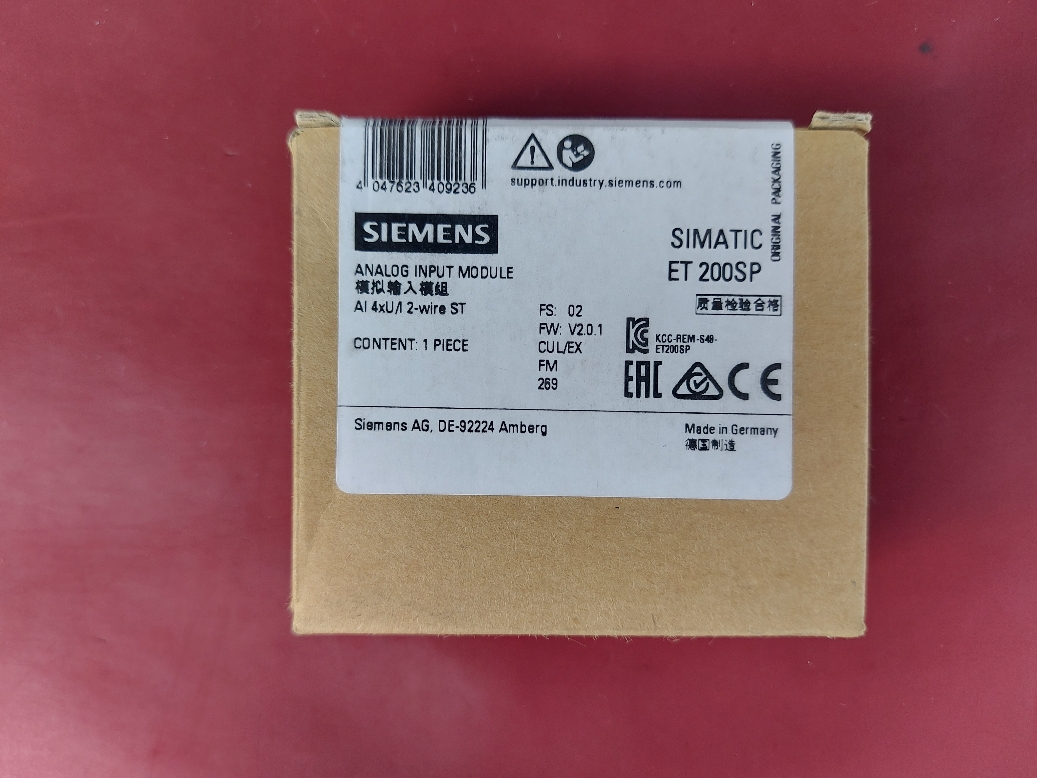 4 047623 409236
support.industry.siemens.com
ORIGINAL PACKAGING
SIEMENS
SIMATIC
ET 200SP
ANALOG INPUT MODULE
模拟输入模组
AI 4xU/I 2-wire ST
质量检验合格
FS: 02
FW: V2.0.1
CUL/EX
FM
269
KCC-REM-S49-
ET200SP
CONTENT: 1 PIECE
EAC
CE
Siemens AG, DE-92224 Amberg
Made in Germany
德国制造